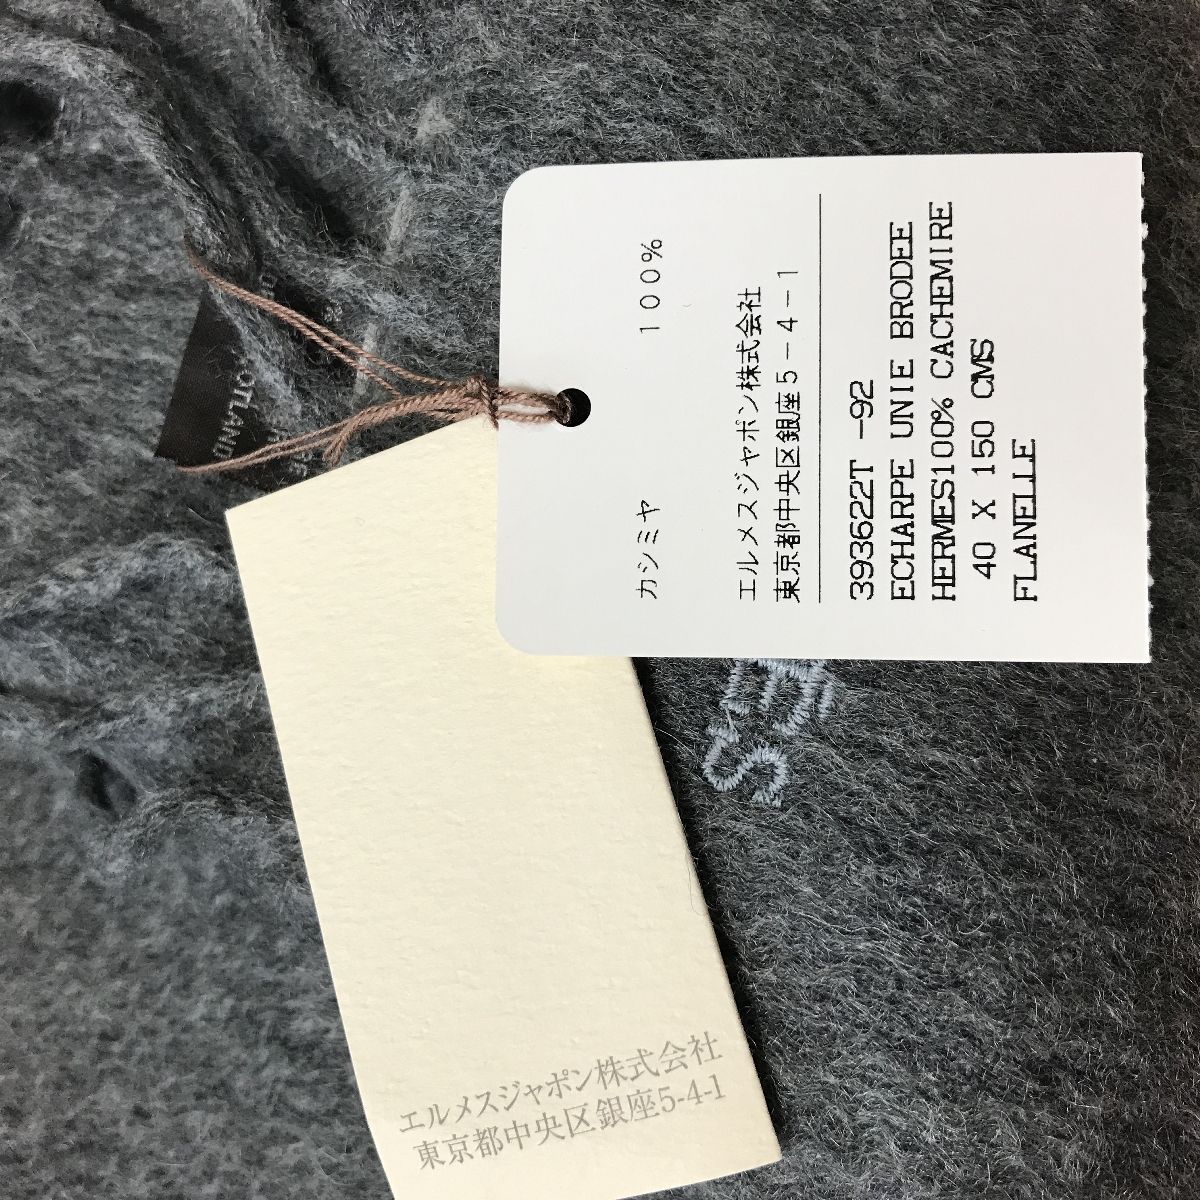 カシミヤ　１００％
エルメスジャポン株式会社
東京都中央区銀座５－４－１
393622T -92
ECHARPE UNIE BRODEE
HERMES100% CACHEMIRE
40 X 150 CMS
FLANELLE
エルメスジャポン株式会社
東京都中央区銀座5-4-1